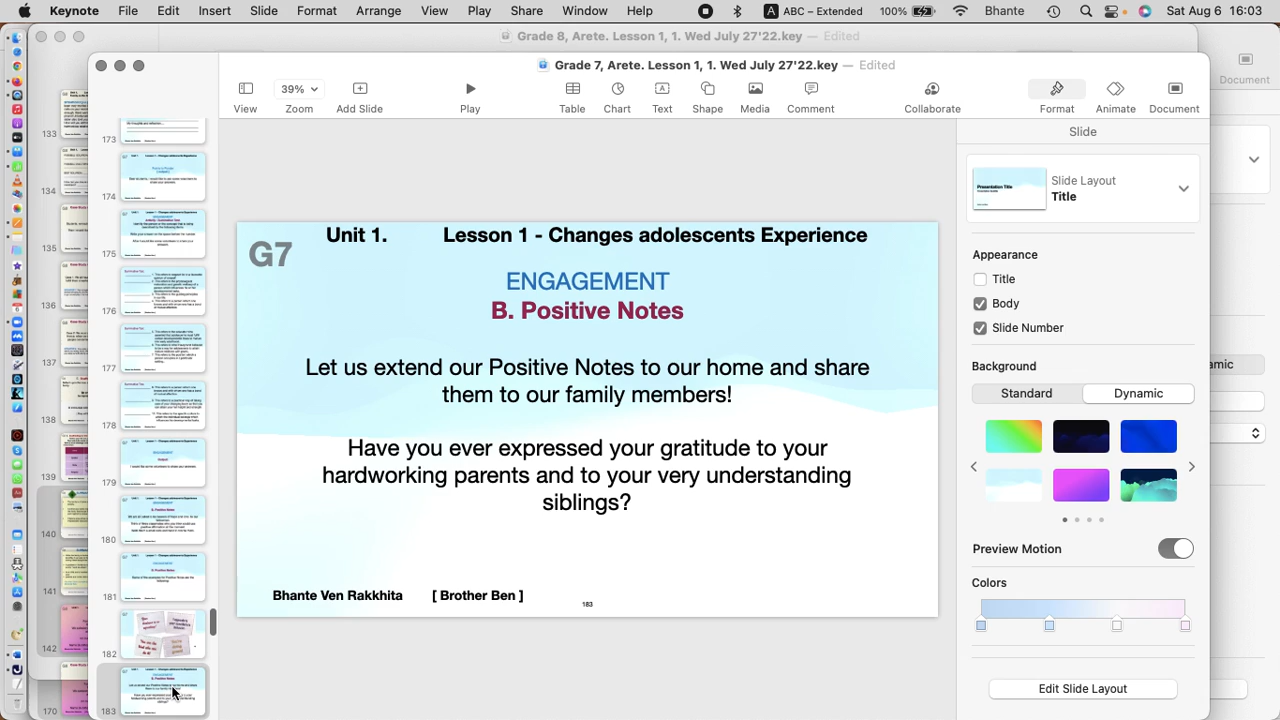 Keynote File Edit Insert Slide Format Arrange View Play Share Window Help
A ABC – Extended 100% Bhante Sat Aug 6 16:03
Grade 8, Arete. Lesson 1, 1. Wed July 27'22.key — Edited
Grade 7, Arete. Lesson 1, 1. Wed July 27'22.key — Edited
39%
View Zoom Add Slide Play Table Chart Text Shape Media Comment Collaborate Format Animate Document
Document
Slide
Slide Layout
Title
Appearance
Title
Body
Slide Number
Background
Standard Dynamic
Preview Motion
Colors
Edit Slide Layout
G7
Unit 1. Lesson 1 - Changes adolescents Experience
ENGAGEMENT
B. Positive Notes
Let us extend our Positive Notes to our home and share
them to our family members!
Have you ever expressed your gratitude to your
hardworking parents and to your very understanding
siblings?
Bhante Ven Rakkhita [ Brother Ben ]
183
133
134
135
136
137
138
139
140
141
142
170
173
174
175
176
177
178
179
180
181
182
183